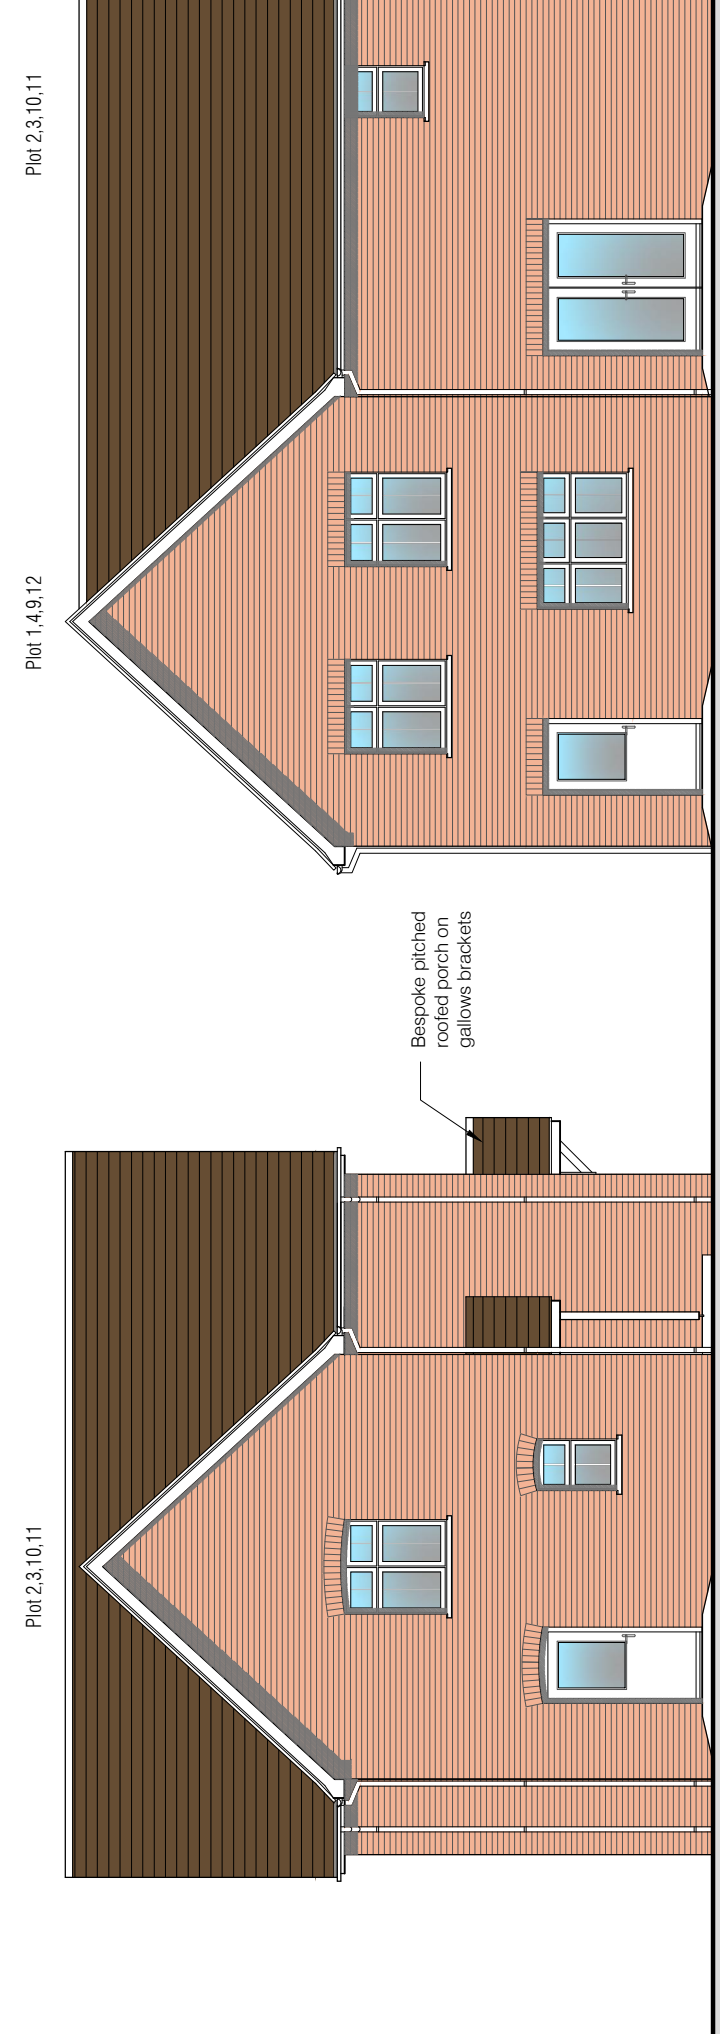 Plot 2,3,10,11
Bespoke pitched
roofed porch on
gallows brackets
Plot 1,4,9,12
Plot 2,3,10,11